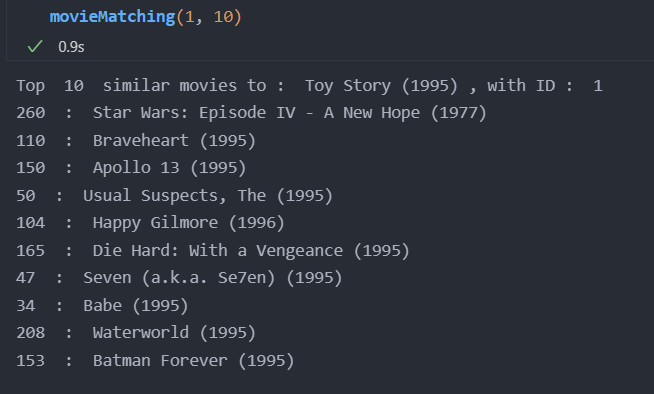 movieMatching(1, 10)
✓ 0.9s
Top  10  similar movies to :  Toy Story (1995) , with ID :  1
260  :  Star Wars: Episode IV - A New Hope (1977)
110  :  Braveheart (1995)
150  :  Apollo 13 (1995)
50  :  Usual Suspects, The (1995)
104  :  Happy Gilmore (1996)
165  :  Die Hard: With a Vengeance (1995)
47  :  Seven (a.k.a. Se7en) (1995)
34  :  Babe (1995)
208  :  Waterworld (1995)
153  :  Batman Forever (1995)